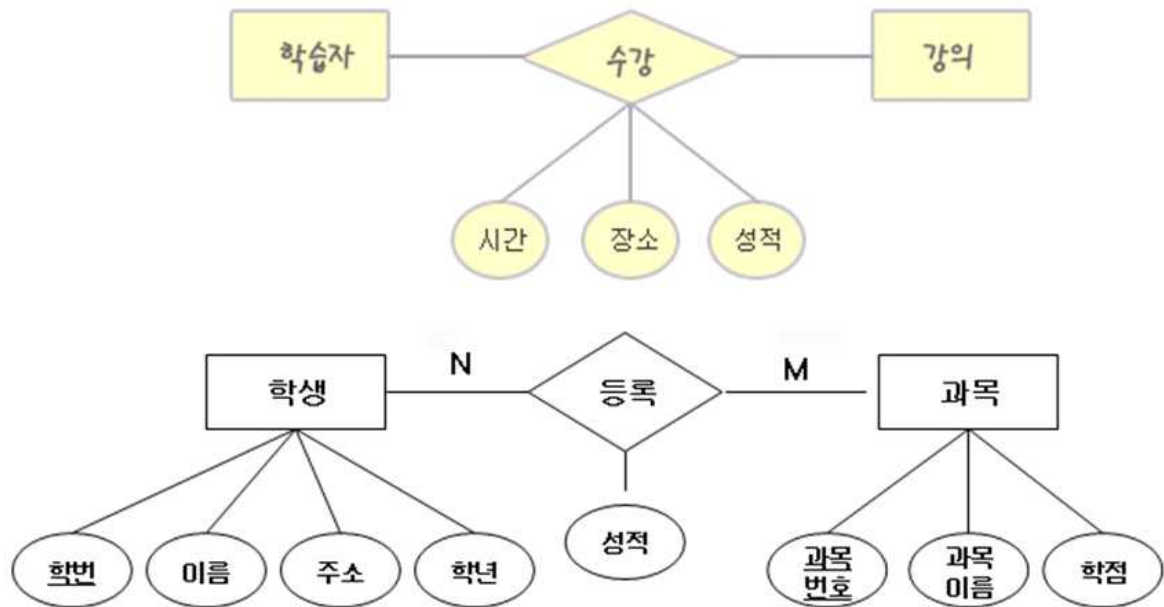 학습자
수강
강의
시간
장소
성적
학생
N
등록
M
과목
성적
학번
이름
주소
학년
과목
번호
과목
이름
학점